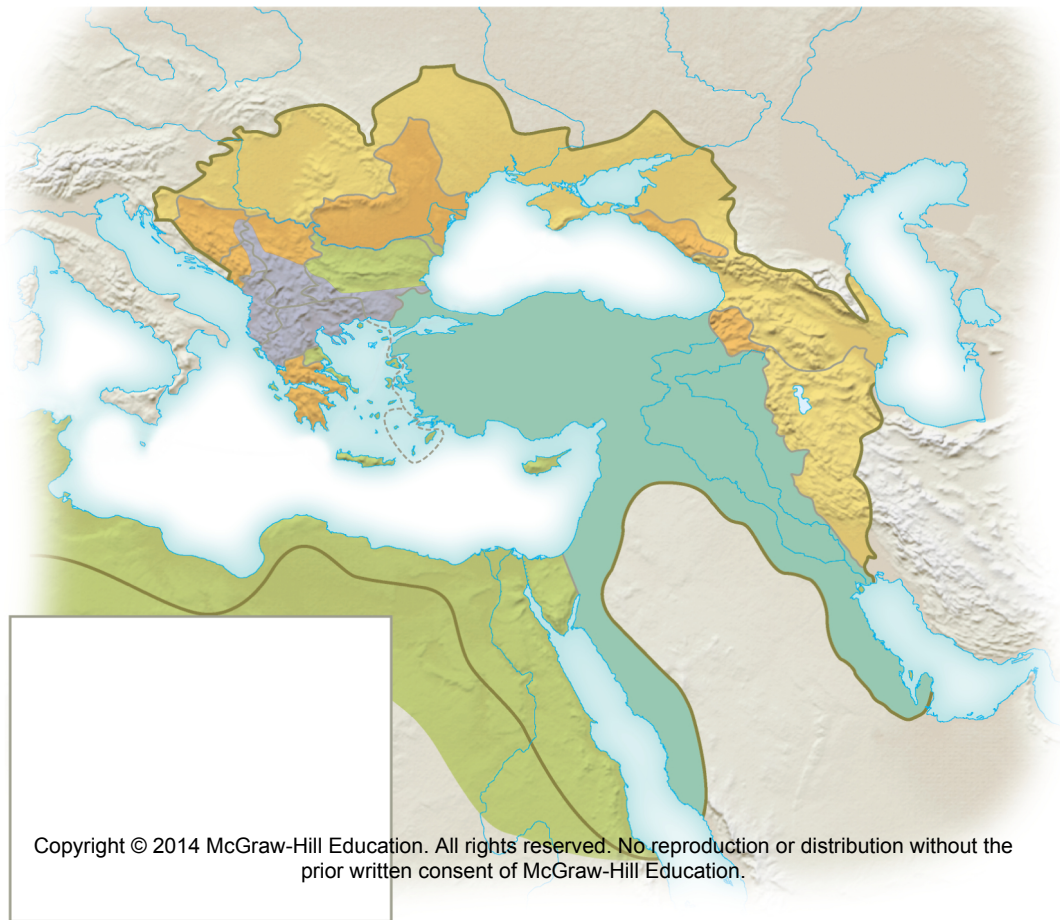 Copyright © 2014 McGraw-Hill Education. All rights reserved. No reproduction or distribution without the
prior written consent of McGraw-Hill Education.